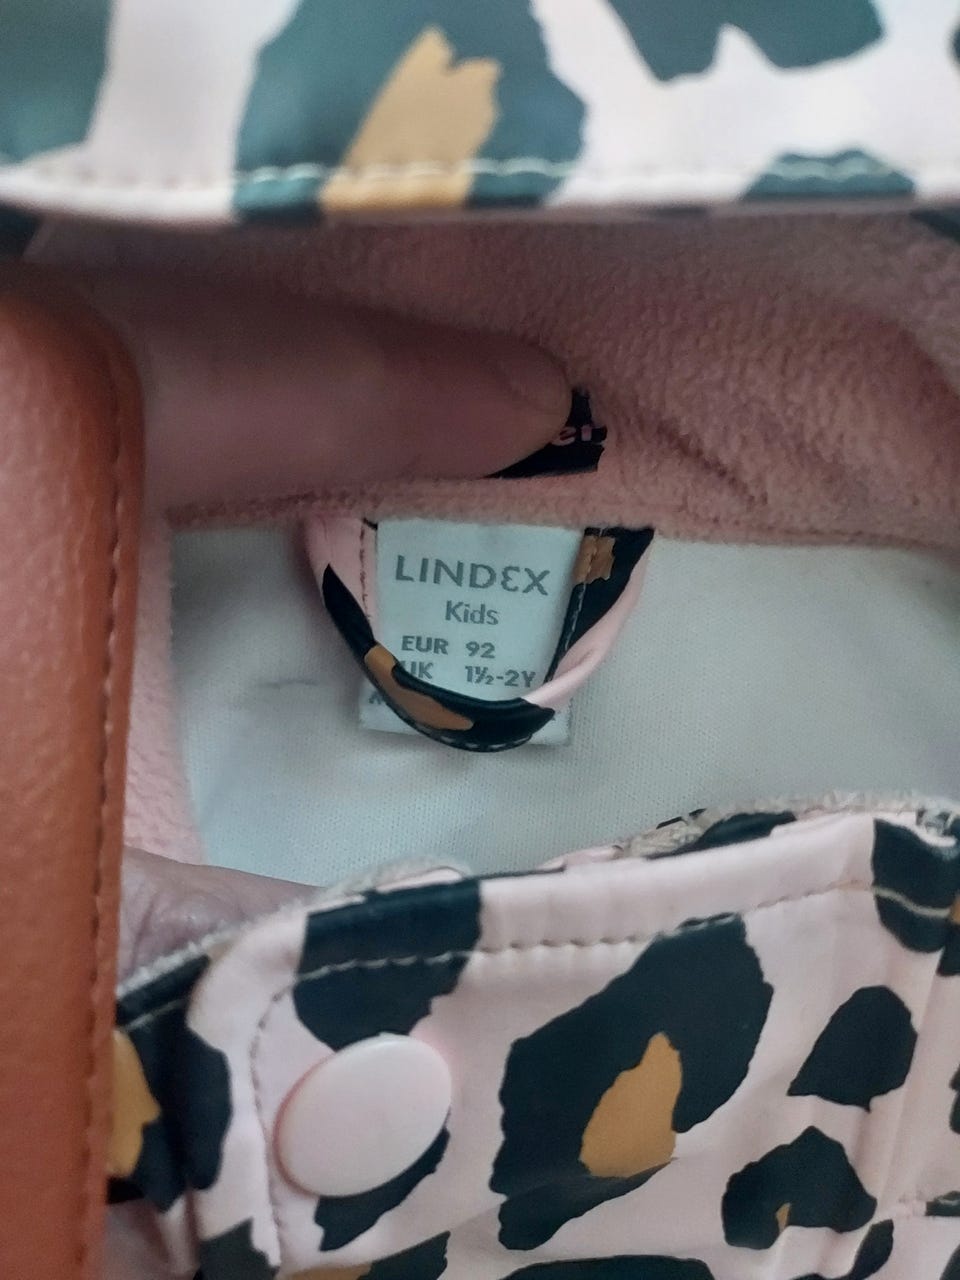 LINDEX
Kids
EUR 92
UK 1½-2Y